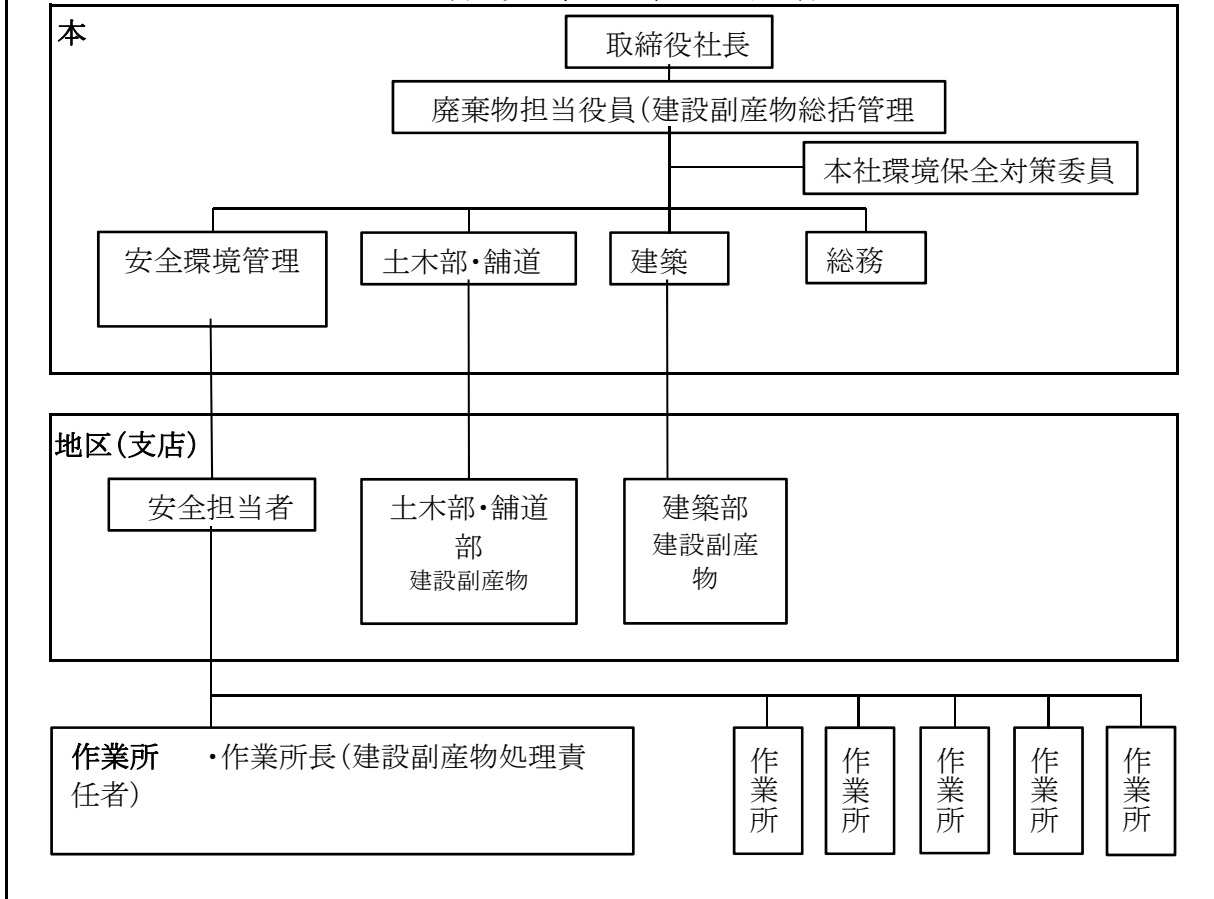 本
取締役社長
廃棄物担当役員(建設副産物総括管理
本社環境保全対策委員
安全環境管理
土木部・舗道
建築
総務
地区(支店)
安全担当者
土木部・舗道
部
建設副産物
建築部
建設副産
物
作業所 ・作業所長(建設副産物処理責
任者)
作業所
作業所
作業所
作業所
作業所